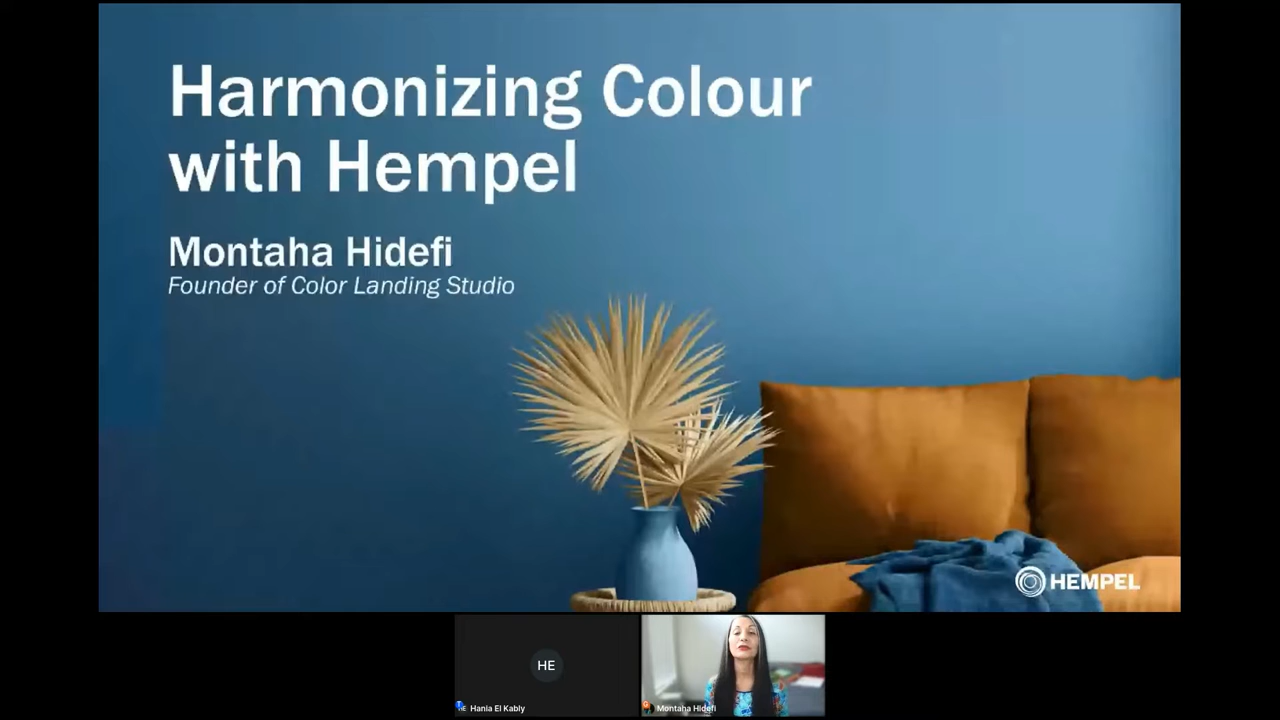 Harmonizing Colour
with Hempel
Montaha Hidefi
Founder of Color Landing Studio
HEMPEL
HE
Hania El Kably
Montaha Hidefi